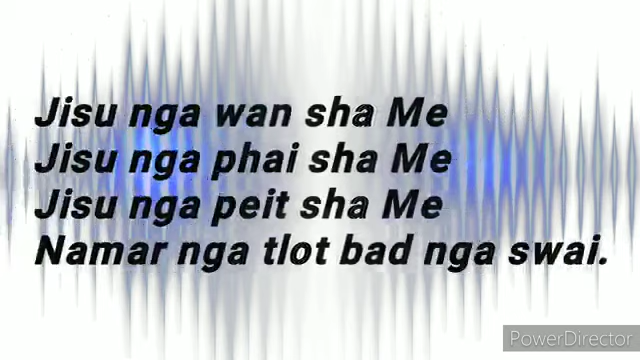 Jisu nga wan sha Me
Jisu nga phai sha Me
Jisu nga peit sha Me
Namar nga tlot bad nga swai.
PowerDirector